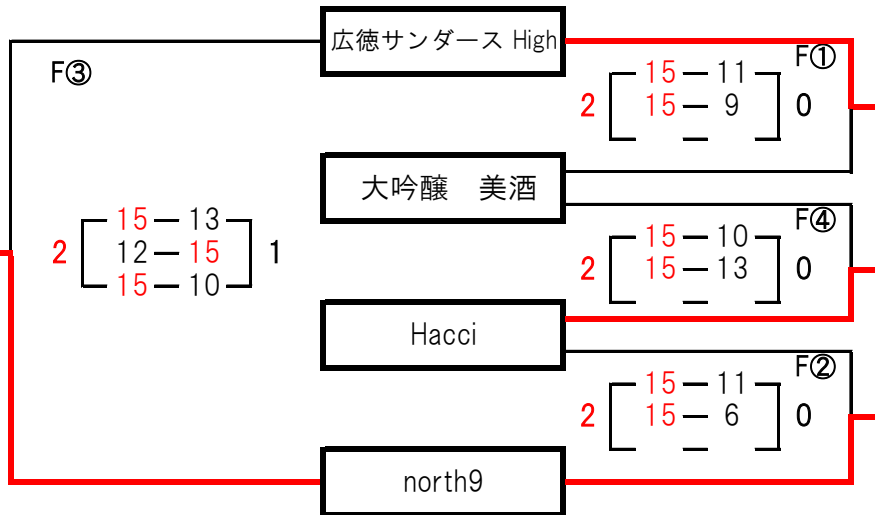 広徳サンダース High
F①
2 15 — 11 0
15 — 9
—
F③
大吟醸　美酒
F④
2 15 — 10 0
15 — 13
—
2 15 — 13 1
12 — 15
15 — 10
Hacci
F②
2 15 — 11 0
15 — 6
—
north9